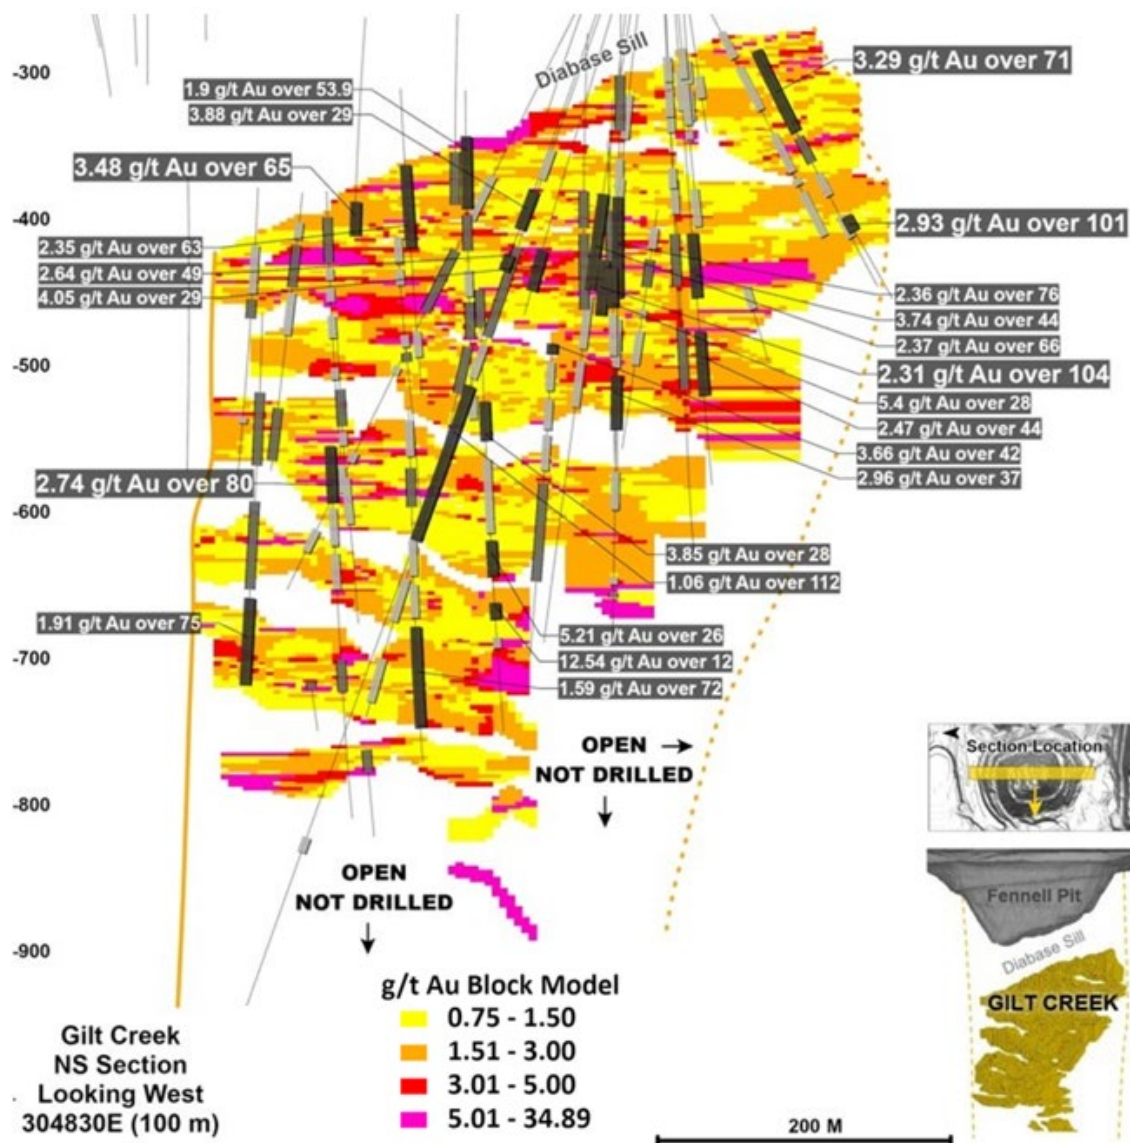 Diabase Sill
-300
3.29 g/t Au over 71
1.9 g/t Au over 53.9
3.88 g/t Au over 29
3.48 g/t Au over 65
-400
2.93 g/t Au over 101
2.35 g/t Au over 63
2.64 g/t Au over 49
4.05 g/t Au over 29
2.36 g/t Au over 76
3.74 g/t Au over 44
2.37 g/t Au over 66
-500
2.31 g/t Au over 104
5.4 g/t Au over 28
2.47 g/t Au over 44
3.66 g/t Au over 42
2.96 g/t Au over 37
2.74 g/t Au over 80
-600
3.85 g/t Au over 28
1.06 g/t Au over 112
1.91 g/t Au over 75
5.21 g/t Au over 26
-700
12.54 g/t Au over 12
1.59 g/t Au over 72
OPEN
NOT DRILLED
-800
OPEN
NOT DRILLED
-900
Section Location
Fennell Pit
Diabase Sill
GILT CREEK
g/t Au Block Model
0.75 - 1.50
1.51 - 3.00
3.01 - 5.00
5.01 - 34.89
Gilt Creek
NS Section
Looking West
304830E (100 m)
200 M